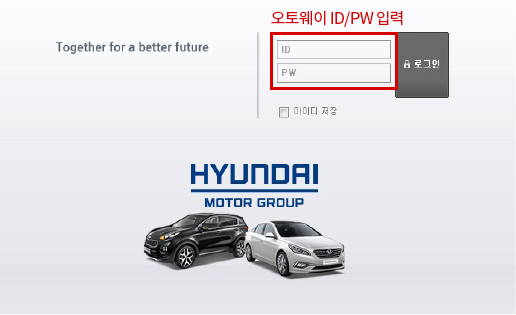 오토웨이 ID/PW 입력
Together for a better future
ID
PW
로그인
아이디 저장
HYUNDAI
MOTOR GROUP